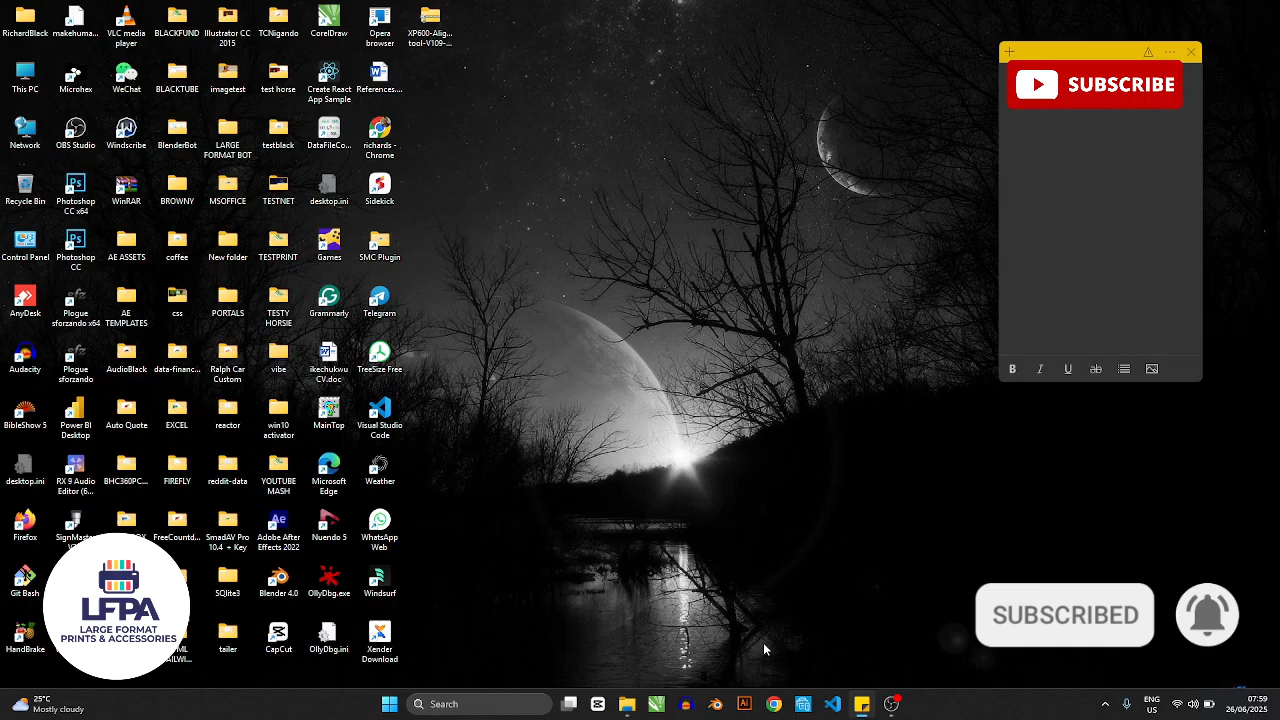 RichardBlack
makehuma...
VLC media
player
BLACKFUND
Illustrator CC
2015
TCNigando
CorelDraw
Opera
browser
XP600-Alig...
tool-V109-...
This PC
Microhex
WeChat
BLACKTUBE
imagetest
test horse
Create React
App Sample
References...
Network
OBS Studio
Windscribe
BlenderBot
LARGE
FORMAT BOT
testblack
DataFileCo...
richards -
Chrome
Recycle Bin
Photoshop
CC x64
WinRAR
BROWNY
MSOFFICE
TESTNET
desktop.ini
Sidekick
Control Panel
Photoshop
CC
AE ASSETS
coffee
New folder
TESTPRINT
Games
SMC Plugin
AnyDesk
Plogue
sforzando x64
AE
TEMPLATES
css
PORTALS
TESTY
HORSIE
Grammarly
Telegram
Audacity
Plogue
sforzando
AudioBlack
data-financ...
Ralph Car
Custom
vibe
ikechukwu
CV.doc
TreeSize Free
BibleShow 5
Power BI
Desktop
Auto Quote
EXCEL
reactor
win10
activator
MainTop
Visual Studio
Code
desktop.ini
RX 9 Audio
Editor (6...
BHC360PC...
FIREFLY
reddit-data
YOUTUBE
MASH
Microsoft
Edge
Weather
Firefox
FreeCount...
SmadAV Pro
10.4 + Key
Adobe After
Effects 2022
Nuendo 5
WhatsApp
Web
Git Bash
SQlite3
Blender 4.0
OllyDbg.exe
Windsurf
HandBrake
tailer
CapCut
OllyDbg.ini
Xender
Download
LFPA
LARGE FORMAT
PRINTS & ACCESSORIES
SUBSCRIBE
B I U ab
SUBSCRIBED
25°C
Mostly cloudy
Search
ENG
US
07:59
26/06/2025